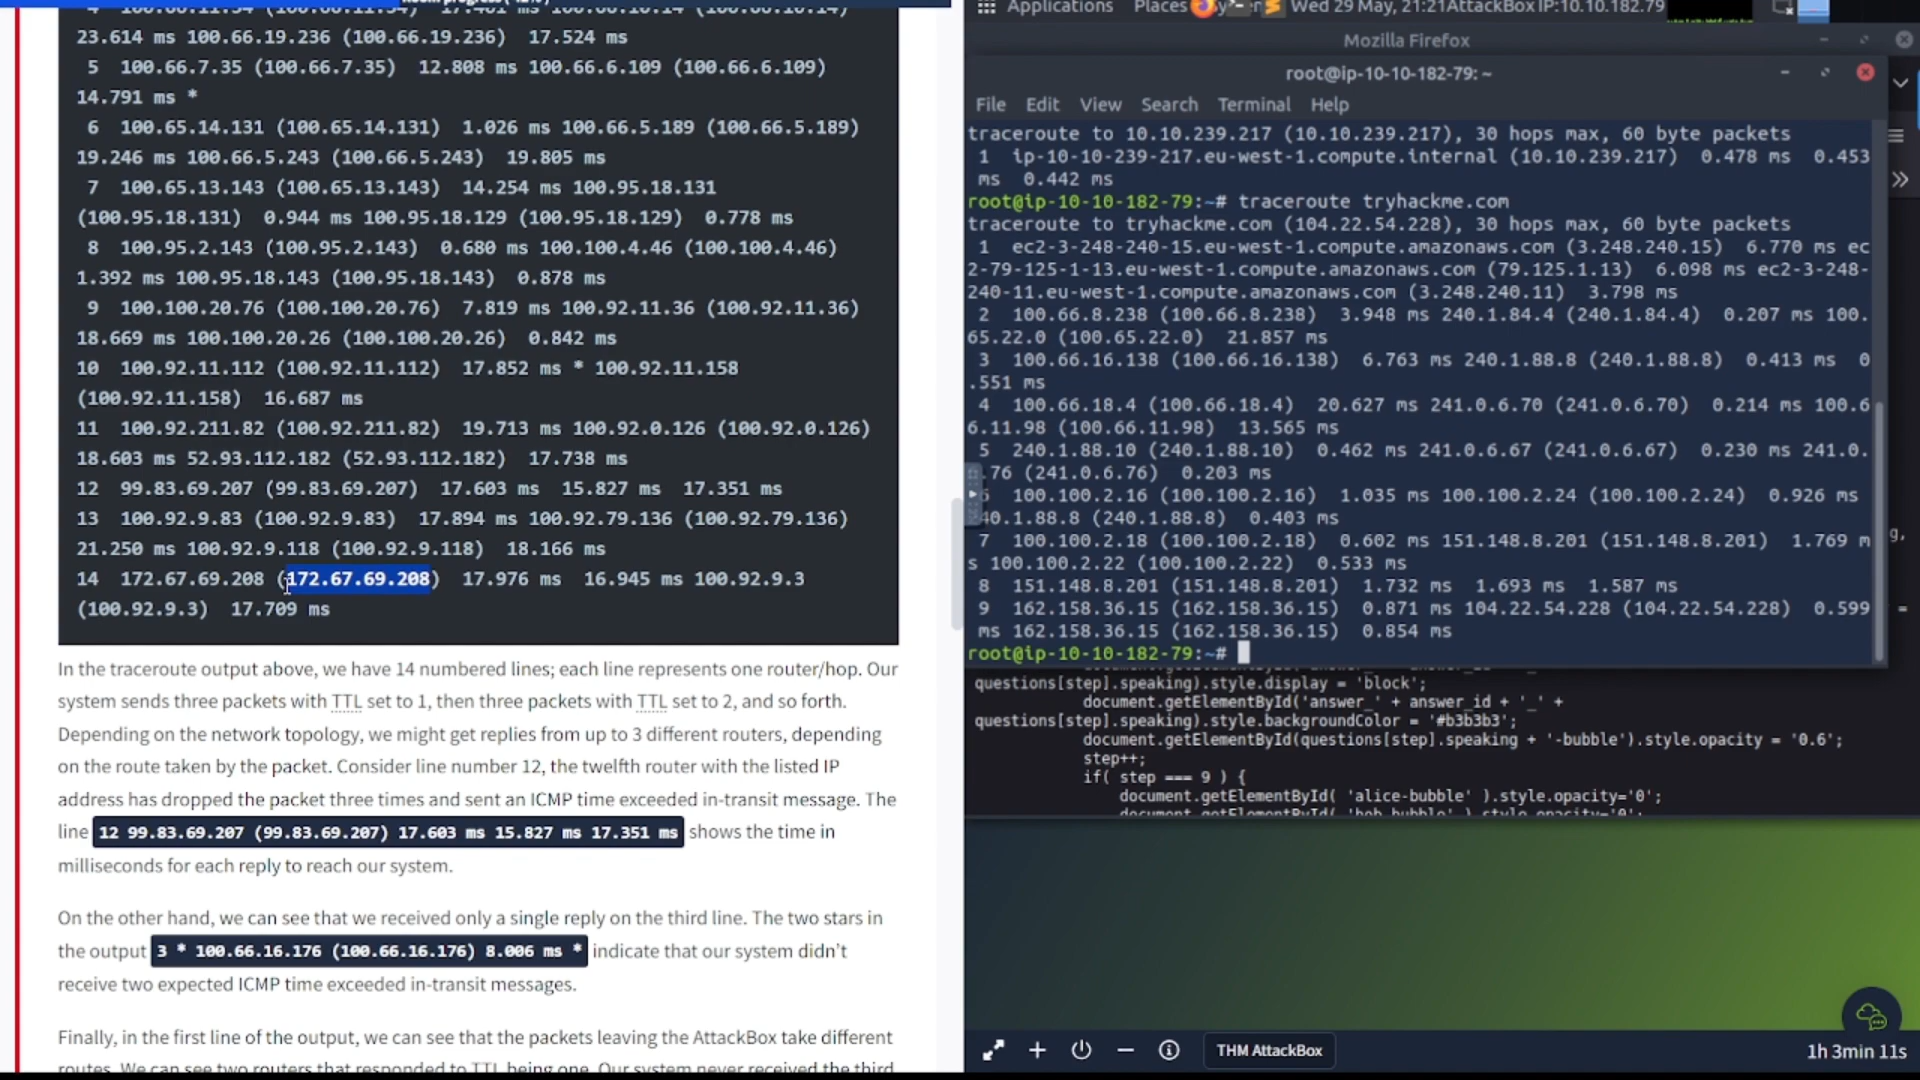 23.614 ms 100.66.19.236 (100.66.19.236)  17.524 ms
5  100.66.7.35 (100.66.7.35)  12.808 ms 100.66.6.109 (100.66.6.109)
14.791 ms *
6  100.65.14.131 (100.65.14.131)  1.026 ms 100.66.5.189 (100.66.5.189)
19.246 ms 100.66.5.243 (100.66.5.243)  19.805 ms
7  100.65.13.143 (100.65.13.143)  14.254 ms 100.95.18.131
(100.95.18.131)  0.944 ms 100.95.18.129 (100.95.18.129)  0.778 ms
8  100.95.2.143 (100.95.2.143)  0.680 ms 100.100.4.46 (100.100.4.46)
1.392 ms 100.95.18.143 (100.95.18.143)  0.878 ms
9  100.100.20.76 (100.100.20.76)  7.819 ms 100.92.11.36 (100.92.11.36)
18.669 ms 100.100.20.26 (100.100.20.26)  0.842 ms
10  100.92.11.112 (100.92.11.112)  17.852 ms * 100.92.11.158
(100.92.11.158)  16.687 ms
11  100.92.211.82 (100.92.211.82)  19.713 ms 100.92.0.126 (100.92.0.126)
18.603 ms 52.93.112.182 (52.93.112.182)  17.738 ms
12  99.83.69.207 (99.83.69.207)  17.603 ms  15.827 ms  17.351 ms
13  100.92.9.83 (100.92.9.83)  17.894 ms 100.92.79.136 (100.92.79.136)
21.250 ms 100.92.9.118 (100.92.9.118)  18.166 ms
14  172.67.69.208 (172.67.69.208)  17.976 ms  16.945 ms 100.92.9.3
(100.92.9.3)  17.709 ms
In the traceroute output above, we have 14 numbered lines; each line represents one router/hop. Our
system sends three packets with TTL set to 1, then three packets with TTL set to 2, and so forth.
Depending on the network topology, we might get replies from up to 3 different routers, depending
on the route taken by the packet. Consider line number 12, the twelfth router with the listed IP
address has dropped the packet three times and sent an ICMP time exceeded in-transit message. The
line 12 99.83.69.207 (99.83.69.207) 17.603 ms 15.827 ms 17.351 ms shows the time in
milliseconds for each reply to reach our system.
On the other hand, we can see that we received only a single reply on the third line. The two stars in
the output 3 * 100.66.16.176 (100.66.16.176) 8.006 ms * indicate that our system didn't
receive two expected ICMP time exceeded in-transit messages.
Finally, in the first line of the output, we can see that the packets leaving the AttackBox take different
routes. We can see two routers that responded to TTL being one. Our system never received the third
Applications Places Wed 29 May, 21:21 AttackBox IP:10.10.182.79
Mozilla Firefox
root@ip-10-10-182-79: ~
File Edit View Search Terminal Help
traceroute to 10.10.239.217 (10.10.239.217), 30 hops max, 60 byte packets
1  ip-10-10-239-217.eu-west-1.compute.internal (10.10.239.217)  0.478 ms  0.453
ms  0.442 ms
root@ip-10-10-182-79:~# traceroute tryhackme.com
traceroute to tryhackme.com (104.22.54.228), 30 hops max, 60 byte packets
1  ec2-3-248-240-15.eu-west-1.compute.amazonaws.com (3.248.240.15)  6.770 ms ec
2-79-125-1-13.eu-west-1.compute.amazonaws.com (79.125.1.13)  6.098 ms ec2-3-248-
240-11.eu-west-1.compute.amazonaws.com (3.248.240.11)  3.798 ms
2  100.66.8.238 (100.66.8.238)  3.948 ms 240.1.84.4 (240.1.84.4)  0.207 ms 100.
65.22.0 (100.65.22.0)  21.857 ms
3  100.66.16.138 (100.66.16.138)  6.763 ms 240.1.88.8 (240.1.88.8)  0.413 ms  0
.551 ms
4  100.66.18.4 (100.66.18.4)  20.627 ms 241.0.6.70 (241.0.6.70)  0.214 ms 100.6
6.11.98 (100.66.11.98)  13.565 ms
5  240.1.88.10 (240.1.88.10)  0.462 ms 241.0.6.67 (241.0.6.67)  0.230 ms 241.0.
.76 (241.0.6.76)  0.203 ms
100.100.2.16 (100.100.2.16)  1.035 ms 100.100.2.24 (100.100.2.24)  0.926 ms
40.1.88.8 (240.1.88.8)  0.403 ms
7  100.100.2.18 (100.100.2.18)  0.602 ms 151.148.8.201 (151.148.8.201)  1.769 m
s 100.100.2.22 (100.100.2.22)  0.533 ms
8  151.148.8.201 (151.148.8.201)  1.732 ms  1.693 ms  1.587 ms
9  162.158.36.15 (162.158.36.15)  0.871 ms 104.22.54.228 (104.22.54.228)  0.599
ms 162.158.36.15 (162.158.36.15)  0.854 ms
root@ip-10-10-182-79:~#
questions[step].speaking).style.display = 'block';
document.getElementById('answer_' + answer_id + '_' +
questions[step].speaking).style.backgroundColor = '#b3b3b3';
document.getElementById(questions[step].speaking + '-bubble').style.opacity = '0.6';
step++;
if( step === 9 ) {
document.getElementById( 'alice-bubble' ).style.opacity='0';
THM AttackBox
1h 3min 11s